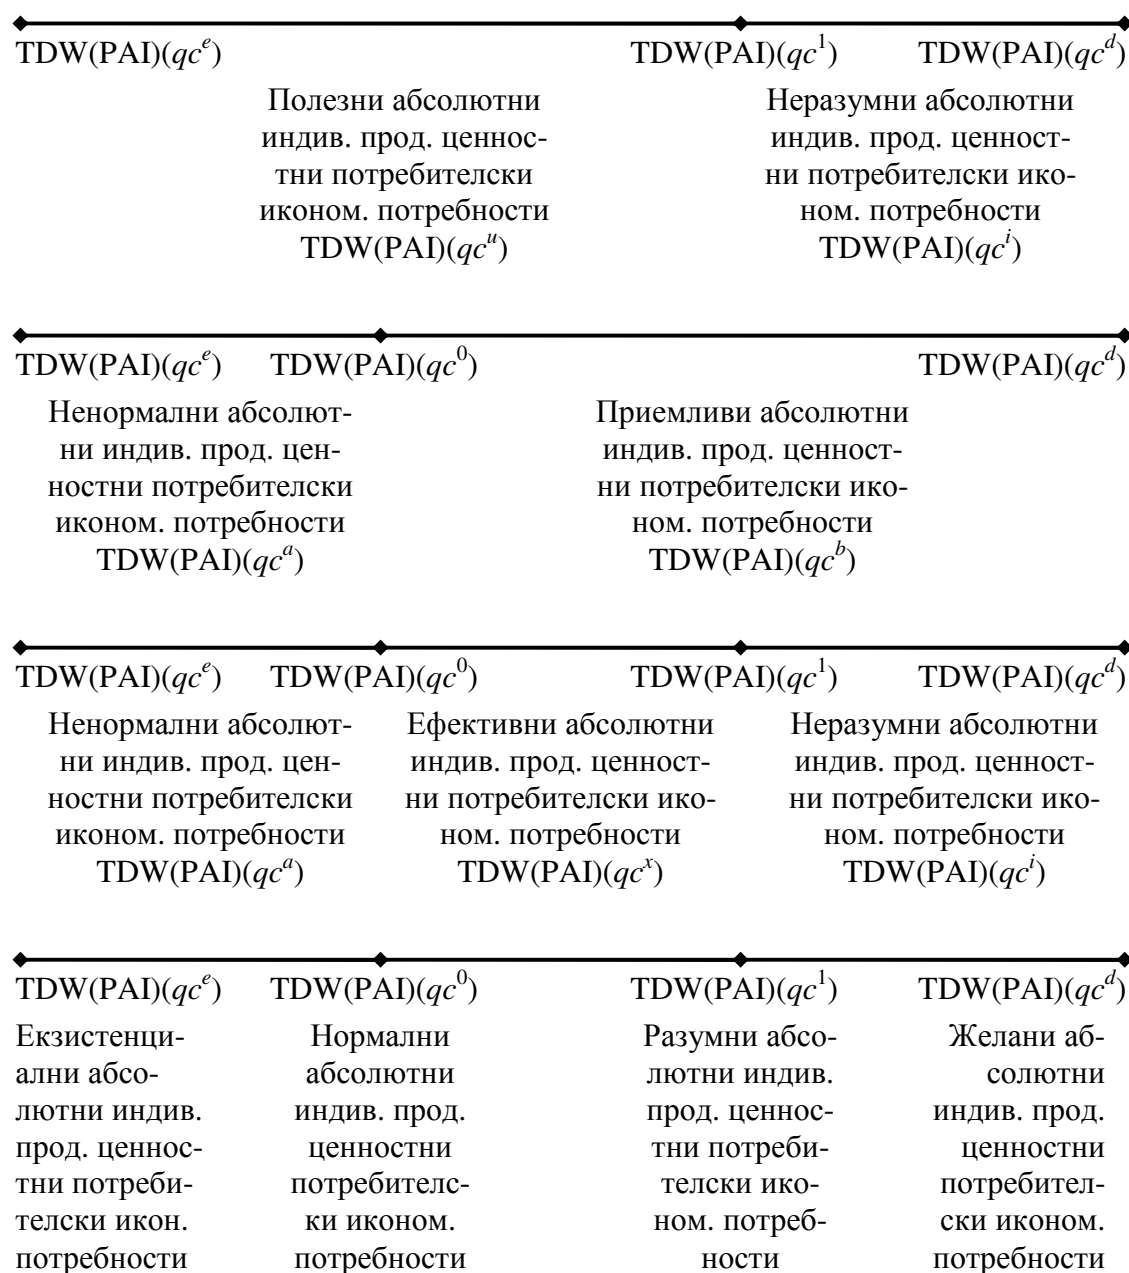 TDW(PAI)(qc^e) TDW(PAI)(qc^1) TDW(PAI)(qc^d)
Полезни абсолютни
индив. прод. ценнос-
тни потребителски
иконом. потребности
TDW(PAI)(qc^u)
Неразумни абсолютни
индив. прод. ценност-
ни потребителски ико-
ном. потребности
TDW(PAI)(qc^i)
TDW(PAI)(qc^e) TDW(PAI)(qc^0) TDW(PAI)(qc^d)
Ненормални абсолют-
ни индив. прод. цен-
ностни потребителски
иконом. потребности
TDW(PAI)(qc^a)
Приемливи абсолютни
индив. прод. ценност-
ни потребителски ико-
ном. потребности
TDW(PAI)(qc^b)
TDW(PAI)(qc^e) TDW(PAI)(qc^0) TDW(PAI)(qc^1) TDW(PAI)(qc^d)
Ненормални абсолют-
ни индив. прод. цен-
ностни потребителски
иконом. потребности
TDW(PAI)(qc^a)
Ефективни абсолютни
индив. прод. ценност-
ни потребителски ико-
ном. потребности
TDW(PAI)(qc^x)
Неразумни абсолютни
индив. прод. ценност-
ни потребителски ико-
ном. потребности
TDW(PAI)(qc^i)
TDW(PAI)(qc^e) TDW(PAI)(qc^0) TDW(PAI)(qc^1) TDW(PAI)(qc^d)
Екзистенци-
ални абсо-
лютни индив.
прод. ценнос-
тни потреби-
телски икон.
потребности
Нормални
абсолютни
индив. прод.
ценностни
потребителс-
ки иконом.
потребности
Разумни абсо-
лютни индив.
прод. ценнос-
тни потреби-
телски ико-
ном. потреб-
ности
Желани аб-
солютни
индив. прод.
ценностни
потребител-
ски иконом.
потребности